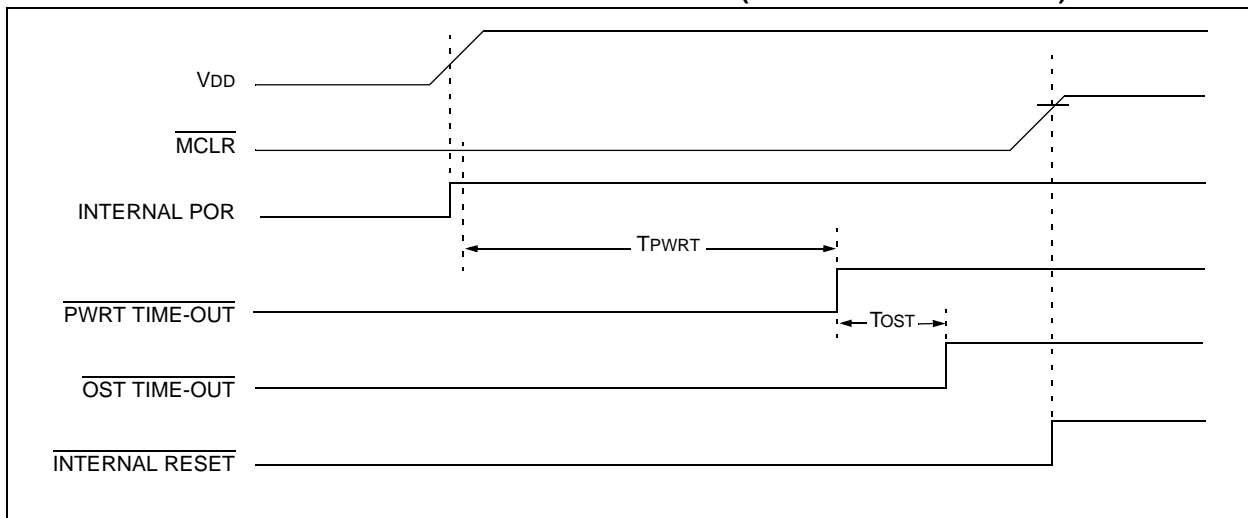 VDD
MCLR
INTERNAL POR
TPWRT
PWRT TIME-OUT
TOST
OST TIME-OUT
INTERNAL RESET